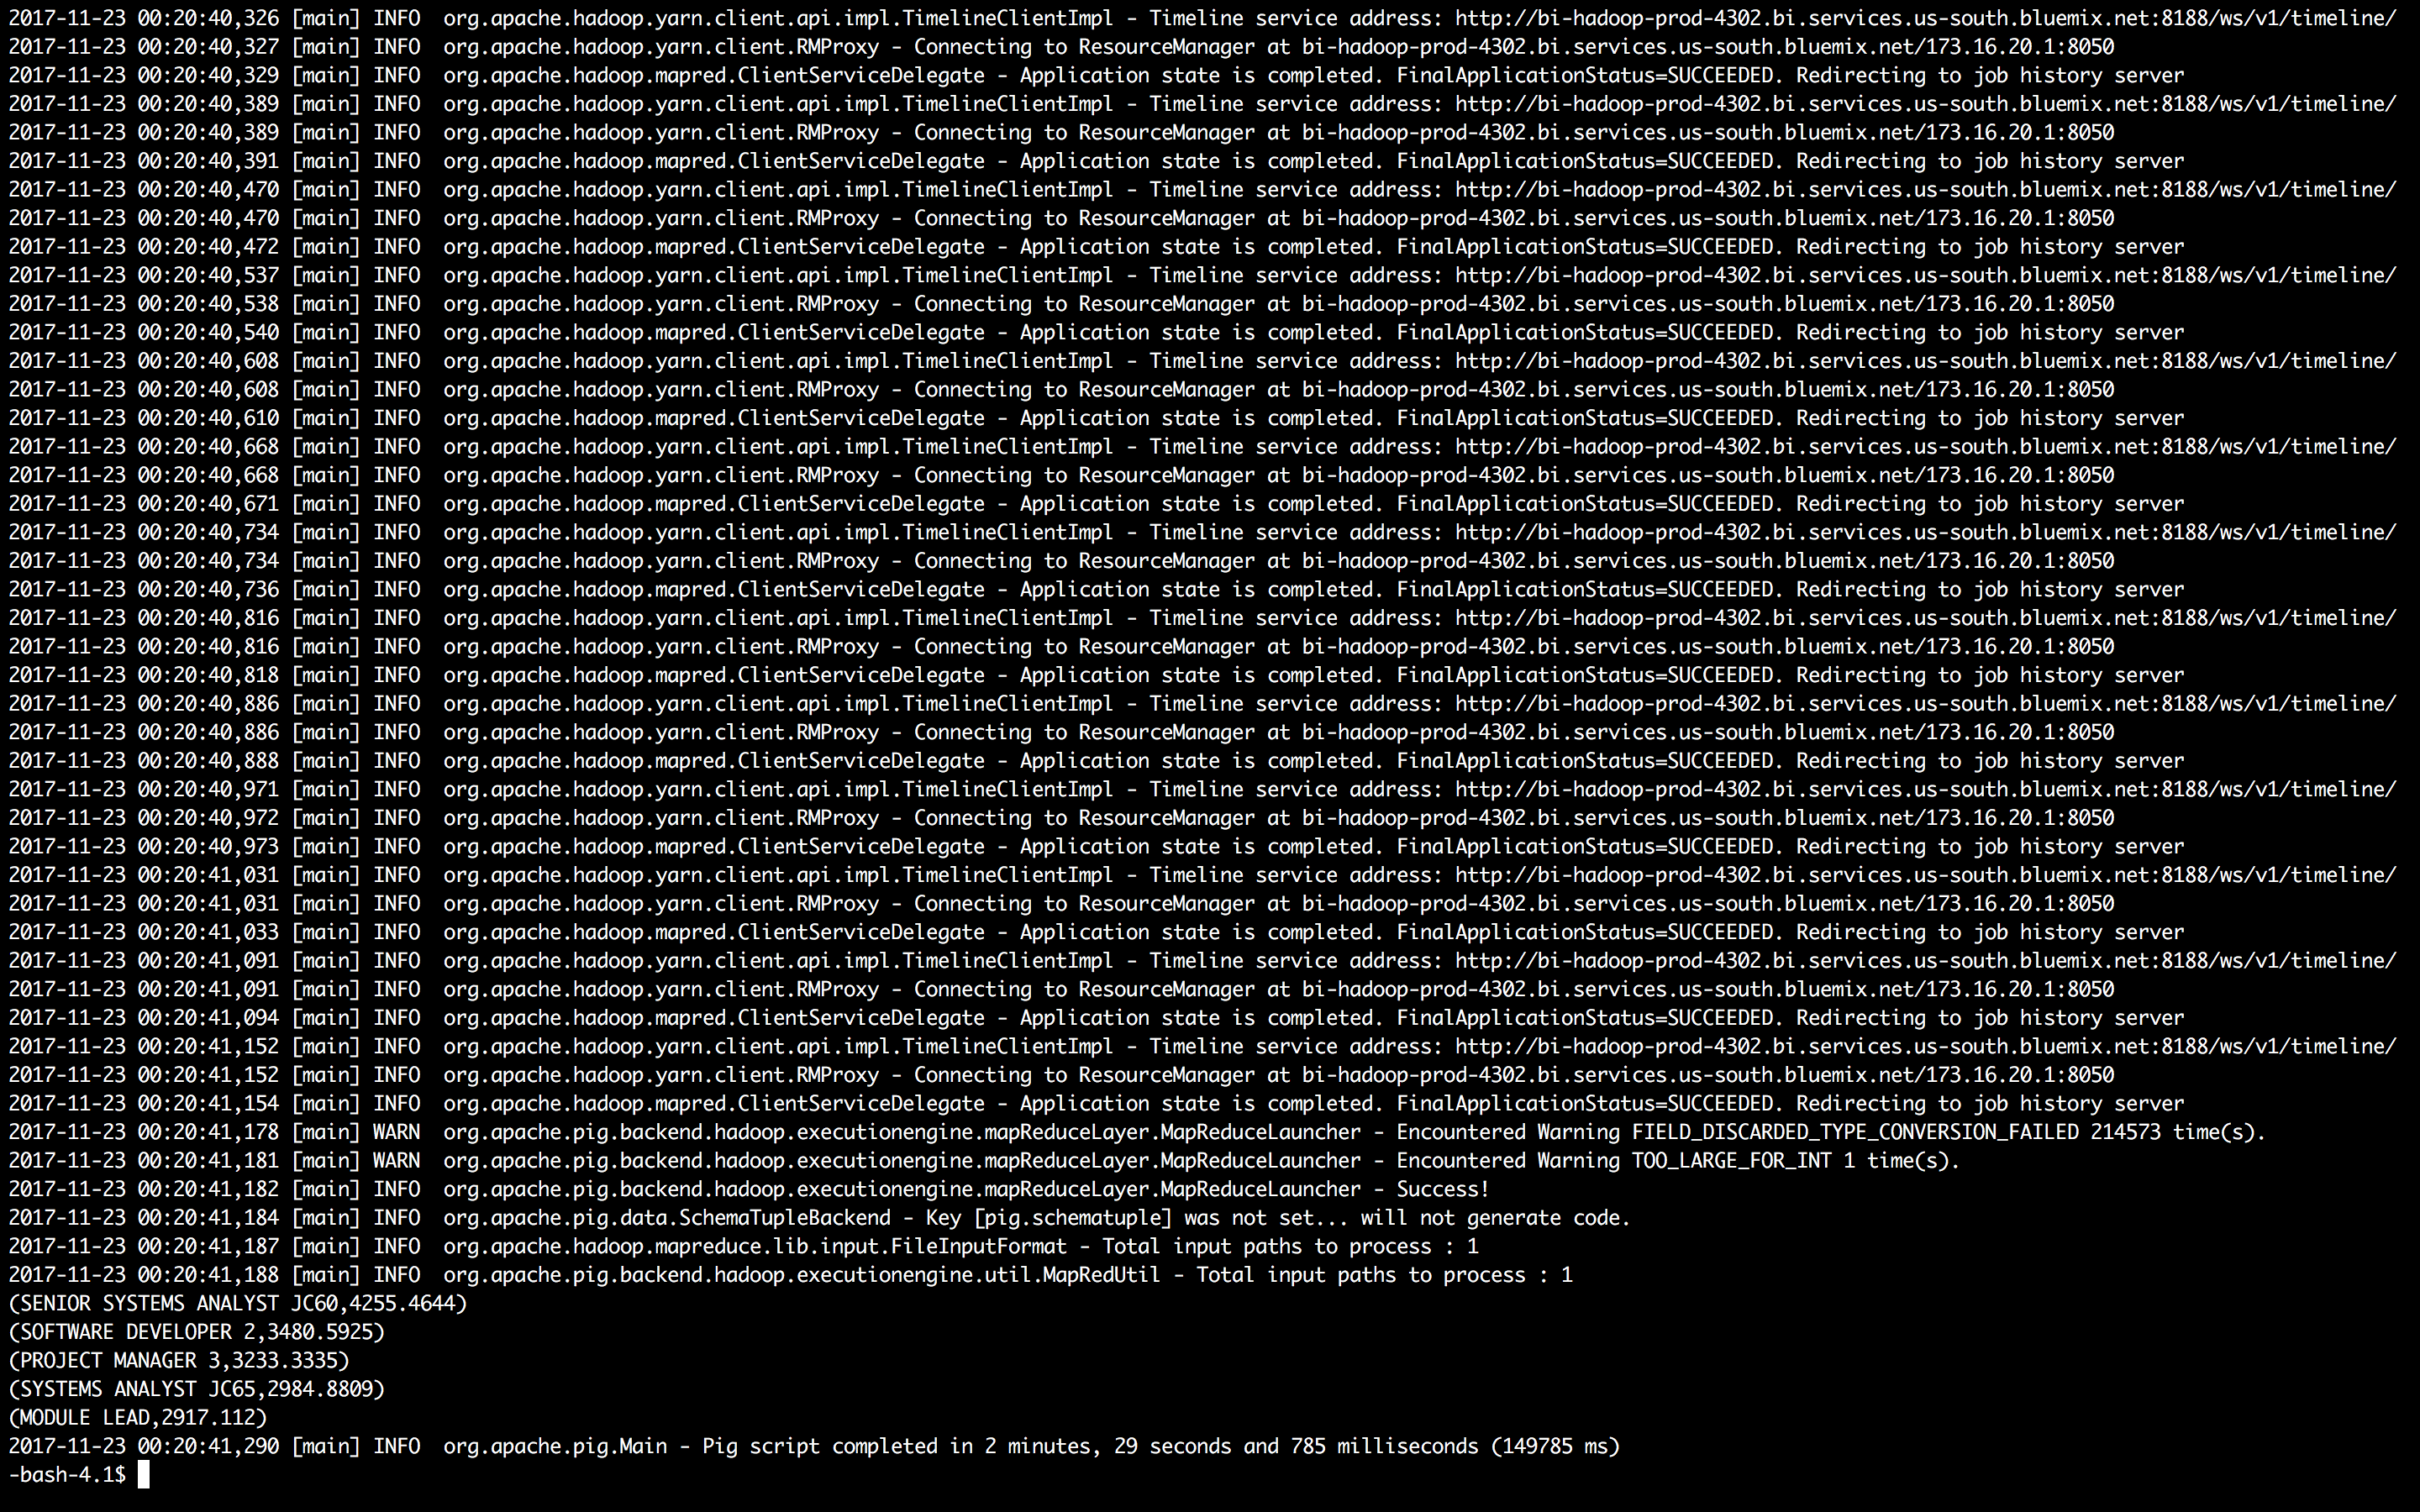 2017-11-23 00:20:40,326 [main] INFO  org.apache.hadoop.yarn.client.api.impl.TimelineClientImpl - Timeline service address: http://bi-hadoop-prod-4302.bi.services.us-south.bluemix.net:8188/ws/v1/timeline/
2017-11-23 00:20:40,327 [main] INFO  org.apache.hadoop.yarn.client.RMProxy - Connecting to ResourceManager at bi-hadoop-prod-4302.bi.services.us-south.bluemix.net/173.16.20.1:8050
2017-11-23 00:20:40,329 [main] INFO  org.apache.hadoop.mapred.ClientServiceDelegate - Application state is completed. FinalApplicationStatus=SUCCEEDED. Redirecting to job history server
2017-11-23 00:20:40,389 [main] INFO  org.apache.hadoop.yarn.client.api.impl.TimelineClientImpl - Timeline service address: http://bi-hadoop-prod-4302.bi.services.us-south.bluemix.net:8188/ws/v1/timeline/
2017-11-23 00:20:40,389 [main] INFO  org.apache.hadoop.yarn.client.RMProxy - Connecting to ResourceManager at bi-hadoop-prod-4302.bi.services.us-south.bluemix.net/173.16.20.1:8050
2017-11-23 00:20:40,391 [main] INFO  org.apache.hadoop.mapred.ClientServiceDelegate - Application state is completed. FinalApplicationStatus=SUCCEEDED. Redirecting to job history server
2017-11-23 00:20:40,470 [main] INFO  org.apache.hadoop.yarn.client.api.impl.TimelineClientImpl - Timeline service address: http://bi-hadoop-prod-4302.bi.services.us-south.bluemix.net:8188/ws/v1/timeline/
2017-11-23 00:20:40,470 [main] INFO  org.apache.hadoop.yarn.client.RMProxy - Connecting to ResourceManager at bi-hadoop-prod-4302.bi.services.us-south.bluemix.net/173.16.20.1:8050
2017-11-23 00:20:40,472 [main] INFO  org.apache.hadoop.mapred.ClientServiceDelegate - Application state is completed. FinalApplicationStatus=SUCCEEDED. Redirecting to job history server
2017-11-23 00:20:40,537 [main] INFO  org.apache.hadoop.yarn.client.api.impl.TimelineClientImpl - Timeline service address: http://bi-hadoop-prod-4302.bi.services.us-south.bluemix.net:8188/ws/v1/timeline/
2017-11-23 00:20:40,538 [main] INFO  org.apache.hadoop.yarn.client.RMProxy - Connecting to ResourceManager at bi-hadoop-prod-4302.bi.services.us-south.bluemix.net/173.16.20.1:8050
2017-11-23 00:20:40,540 [main] INFO  org.apache.hadoop.mapred.ClientServiceDelegate - Application state is completed. FinalApplicationStatus=SUCCEEDED. Redirecting to job history server
2017-11-23 00:20:40,608 [main] INFO  org.apache.hadoop.yarn.client.api.impl.TimelineClientImpl - Timeline service address: http://bi-hadoop-prod-4302.bi.services.us-south.bluemix.net:8188/ws/v1/timeline/
2017-11-23 00:20:40,608 [main] INFO  org.apache.hadoop.yarn.client.RMProxy - Connecting to ResourceManager at bi-hadoop-prod-4302.bi.services.us-south.bluemix.net/173.16.20.1:8050
2017-11-23 00:20:40,610 [main] INFO  org.apache.hadoop.mapred.ClientServiceDelegate - Application state is completed. FinalApplicationStatus=SUCCEEDED. Redirecting to job history server
2017-11-23 00:20:40,668 [main] INFO  org.apache.hadoop.yarn.client.api.impl.TimelineClientImpl - Timeline service address: http://bi-hadoop-prod-4302.bi.services.us-south.bluemix.net:8188/ws/v1/timeline/
2017-11-23 00:20:40,668 [main] INFO  org.apache.hadoop.yarn.client.RMProxy - Connecting to ResourceManager at bi-hadoop-prod-4302.bi.services.us-south.bluemix.net/173.16.20.1:8050
2017-11-23 00:20:40,671 [main] INFO  org.apache.hadoop.mapred.ClientServiceDelegate - Application state is completed. FinalApplicationStatus=SUCCEEDED. Redirecting to job history server
2017-11-23 00:20:40,734 [main] INFO  org.apache.hadoop.yarn.client.api.impl.TimelineClientImpl - Timeline service address: http://bi-hadoop-prod-4302.bi.services.us-south.bluemix.net:8188/ws/v1/timeline/
2017-11-23 00:20:40,734 [main] INFO  org.apache.hadoop.yarn.client.RMProxy - Connecting to ResourceManager at bi-hadoop-prod-4302.bi.services.us-south.bluemix.net/173.16.20.1:8050
2017-11-23 00:20:40,736 [main] INFO  org.apache.hadoop.mapred.ClientServiceDelegate - Application state is completed. FinalApplicationStatus=SUCCEEDED. Redirecting to job history server
2017-11-23 00:20:40,816 [main] INFO  org.apache.hadoop.yarn.client.api.impl.TimelineClientImpl - Timeline service address: http://bi-hadoop-prod-4302.bi.services.us-south.bluemix.net:8188/ws/v1/timeline/
2017-11-23 00:20:40,816 [main] INFO  org.apache.hadoop.yarn.client.RMProxy - Connecting to ResourceManager at bi-hadoop-prod-4302.bi.services.us-south.bluemix.net/173.16.20.1:8050
2017-11-23 00:20:40,818 [main] INFO  org.apache.hadoop.mapred.ClientServiceDelegate - Application state is completed. FinalApplicationStatus=SUCCEEDED. Redirecting to job history server
2017-11-23 00:20:40,886 [main] INFO  org.apache.hadoop.yarn.client.api.impl.TimelineClientImpl - Timeline service address: http://bi-hadoop-prod-4302.bi.services.us-south.bluemix.net:8188/ws/v1/timeline/
2017-11-23 00:20:40,886 [main] INFO  org.apache.hadoop.yarn.client.RMProxy - Connecting to ResourceManager at bi-hadoop-prod-4302.bi.services.us-south.bluemix.net/173.16.20.1:8050
2017-11-23 00:20:40,888 [main] INFO  org.apache.hadoop.mapred.ClientServiceDelegate - Application state is completed. FinalApplicationStatus=SUCCEEDED. Redirecting to job history server
2017-11-23 00:20:40,971 [main] INFO  org.apache.hadoop.yarn.client.api.impl.TimelineClientImpl - Timeline service address: http://bi-hadoop-prod-4302.bi.services.us-south.bluemix.net:8188/ws/v1/timeline/
2017-11-23 00:20:40,972 [main] INFO  org.apache.hadoop.yarn.client.RMProxy - Connecting to ResourceManager at bi-hadoop-prod-4302.bi.services.us-south.bluemix.net/173.16.20.1:8050
2017-11-23 00:20:40,973 [main] INFO  org.apache.hadoop.mapred.ClientServiceDelegate - Application state is completed. FinalApplicationStatus=SUCCEEDED. Redirecting to job history server
2017-11-23 00:20:41,031 [main] INFO  org.apache.hadoop.yarn.client.api.impl.TimelineClientImpl - Timeline service address: http://bi-hadoop-prod-4302.bi.services.us-south.bluemix.net:8188/ws/v1/timeline/
2017-11-23 00:20:41,031 [main] INFO  org.apache.hadoop.yarn.client.RMProxy - Connecting to ResourceManager at bi-hadoop-prod-4302.bi.services.us-south.bluemix.net/173.16.20.1:8050
2017-11-23 00:20:41,033 [main] INFO  org.apache.hadoop.mapred.ClientServiceDelegate - Application state is completed. FinalApplicationStatus=SUCCEEDED. Redirecting to job history server
2017-11-23 00:20:41,091 [main] INFO  org.apache.hadoop.yarn.client.api.impl.TimelineClientImpl - Timeline service address: http://bi-hadoop-prod-4302.bi.services.us-south.bluemix.net:8188/ws/v1/timeline/
2017-11-23 00:20:41,091 [main] INFO  org.apache.hadoop.yarn.client.RMProxy - Connecting to ResourceManager at bi-hadoop-prod-4302.bi.services.us-south.bluemix.net/173.16.20.1:8050
2017-11-23 00:20:41,094 [main] INFO  org.apache.hadoop.mapred.ClientServiceDelegate - Application state is completed. FinalApplicationStatus=SUCCEEDED. Redirecting to job history server
2017-11-23 00:20:41,152 [main] INFO  org.apache.hadoop.yarn.client.api.impl.TimelineClientImpl - Timeline service address: http://bi-hadoop-prod-4302.bi.services.us-south.bluemix.net:8188/ws/v1/timeline/
2017-11-23 00:20:41,152 [main] INFO  org.apache.hadoop.yarn.client.RMProxy - Connecting to ResourceManager at bi-hadoop-prod-4302.bi.services.us-south.bluemix.net/173.16.20.1:8050
2017-11-23 00:20:41,154 [main] INFO  org.apache.hadoop.mapred.ClientServiceDelegate - Application state is completed. FinalApplicationStatus=SUCCEEDED. Redirecting to job history server
2017-11-23 00:20:41,178 [main] WARN  org.apache.pig.backend.hadoop.executionengine.mapReduceLayer.MapReduceLauncher - Encountered Warning FIELD_DISCARDED_TYPE_CONVERSION_FAILED 214573 time(s).
2017-11-23 00:20:41,181 [main] WARN  org.apache.pig.backend.hadoop.executionengine.mapReduceLayer.MapReduceLauncher - Encountered Warning TOO_LARGE_FOR_INT 1 time(s).
2017-11-23 00:20:41,182 [main] INFO  org.apache.pig.backend.hadoop.executionengine.mapReduceLayer.MapReduceLauncher - Success!
2017-11-23 00:20:41,184 [main] INFO  org.apache.pig.data.SchemaTupleBackend - Key [pig.schematuple] was not set... will not generate code.
2017-11-23 00:20:41,187 [main] INFO  org.apache.hadoop.mapreduce.lib.input.FileInputFormat - Total input paths to process : 1
2017-11-23 00:20:41,188 [main] INFO  org.apache.pig.backend.hadoop.executionengine.util.MapRedUtil - Total input paths to process : 1
(SENIOR SYSTEMS ANALYST JC60,4255.4644)
(SOFTWARE DEVELOPER 2,3480.5925)
(PROJECT MANAGER 3,3233.3335)
(SYSTEMS ANALYST JC65,2984.8809)
(MODULE LEAD,2917.112)
2017-11-23 00:20:41,290 [main] INFO  org.apache.pig.Main - Pig script completed in 2 minutes, 29 seconds and 785 milliseconds (149785 ms)
-bash-4.1$